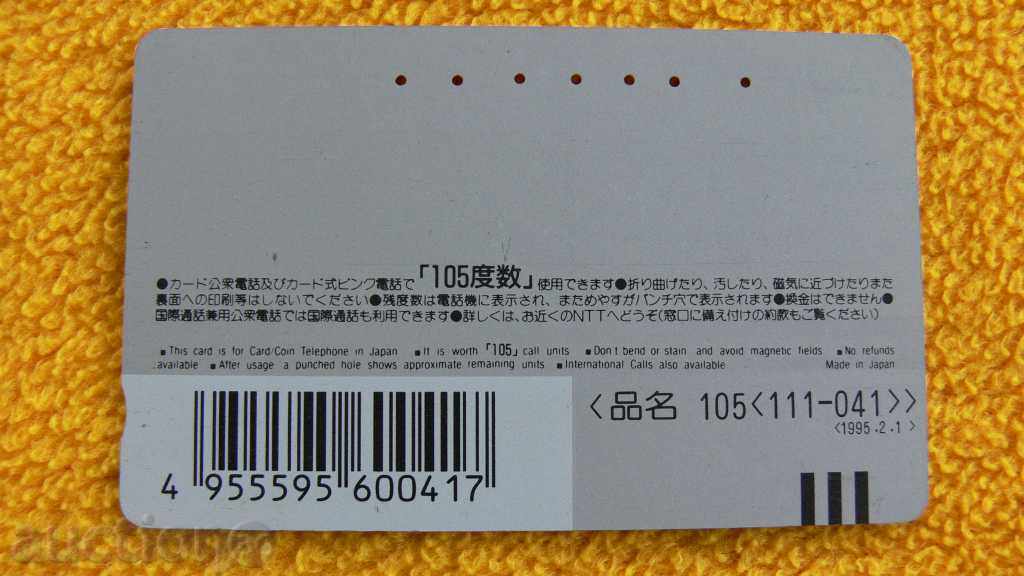 ●カード公衆電話及びカード式ピンク電話で「105度数」使用できます●折り曲げたり、汚したり、磁気に近づけたりまた
裏面への印刷等はしないでください●残度数は電話機に表示され、まためやすがパンチ穴で表示されます●換金はできません●
国際通話兼用公衆電話では国際通話も利用できます●詳しくは、お近くのNTTへどうぞ(窓口に備え付けの約款もご覧ください)
■ This card is for Card/Coin Telephone in Japan ■ It is worth「105」call units ■ Don't bend or stain and avoid magnetic fields ■ No refunds
available ■ After usage a punched hole shows approximate remaining units ■ International Calls also available Made in Japan
<品名 105<111-041>>
<1995.2.1>
4 955595 600417